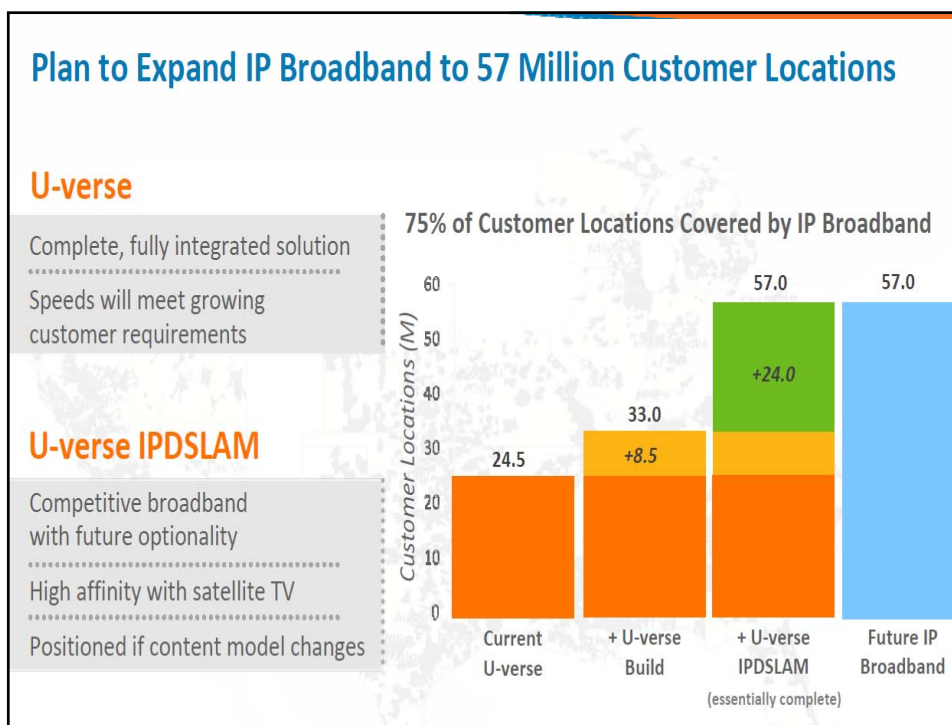 Plan to Expand IP Broadband to 57 Million Customer Locations
U-verse
Complete, fully integrated solution
Speeds will meet growing
customer requirements
U-verse IPDSLAM
Competitive broadband
with future optionality
High affinity with satellite TV
Positioned if content model changes
75% of Customer Locations Covered by IP Broadband
Customer Locations (M)
60
50
40
30
20
10
0
24.5
33.0
+8.5
57.0
+24.0
57.0
Current
U-verse
+ U-verse
Build
+ U-verse
IPDSLAM
(essentially complete)
Future IP
Broadband